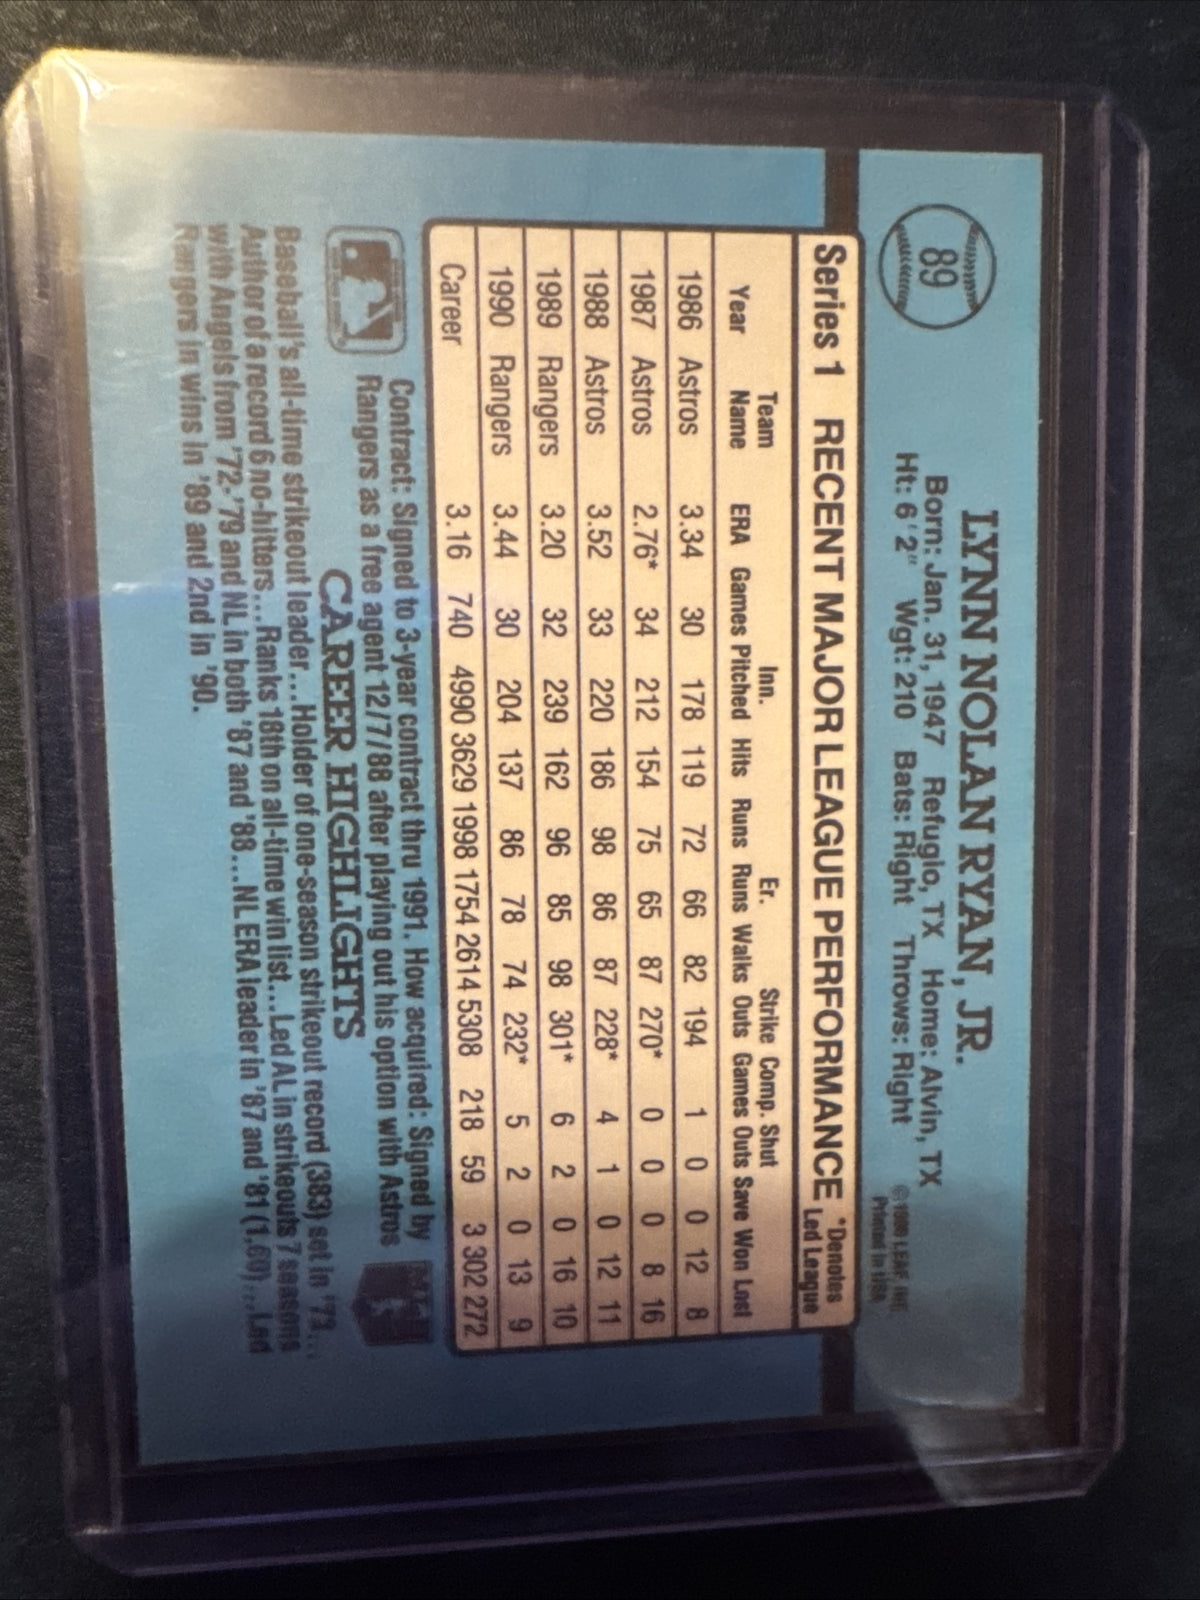 89
LYNN NOLAN RYAN, JR.
Born: Jan. 31, 1947 Refugio, TX Home: Alvin, TX
Ht: 6'2" Wgt: 210 Bats: Right Throws: Right
© 1990 LEAF, INC.
Printed in USA
Series 1 RECENT MAJOR LEAGUE PERFORMANCE *Denotes Led League
Year Team Name ERA Games Inn. Pitched Hits Runs Er. Runs Walks Strike Outs Comp. Games Shut Outs Save Won Lost
1986 Astros 3.34 30 178 119 72 66 82 194 1 0 0 12 8
1987 Astros 2.76* 34 212 154 75 65 87 270* 0 0 0 8 16
1988 Astros 3.52 33 220 186 98 86 87 228* 4 1 0 12 11
1989 Rangers 3.20 32 239 162 96 85 98 301* 6 2 0 16 10
1990 Rangers 3.44 30 204 137 86 78 74 232* 5 2 0 13 9
Career 3.16 740 4990 3629 1998 1754 2614 5308 218 59 3 302 272
Contract: Signed to 3-year contract thru 1991. How acquired: Signed by
Rangers as a free agent 12/7/88 after playing out his option with Astros
CAREER HIGHLIGHTS
Baseball's all-time strikeout leader...Holder of one-season strikeout record (383) set in '73...
Author of a record 6 no-hitters...Ranks 18th on all-time win list...Led AL in strikeouts 7 seasons
with Angels from '72-'79 and NL in both '87 and '88...NL ERA leader in '87 and '81 (1.69)...Led
Rangers in wins in '89 and 2nd in '90.